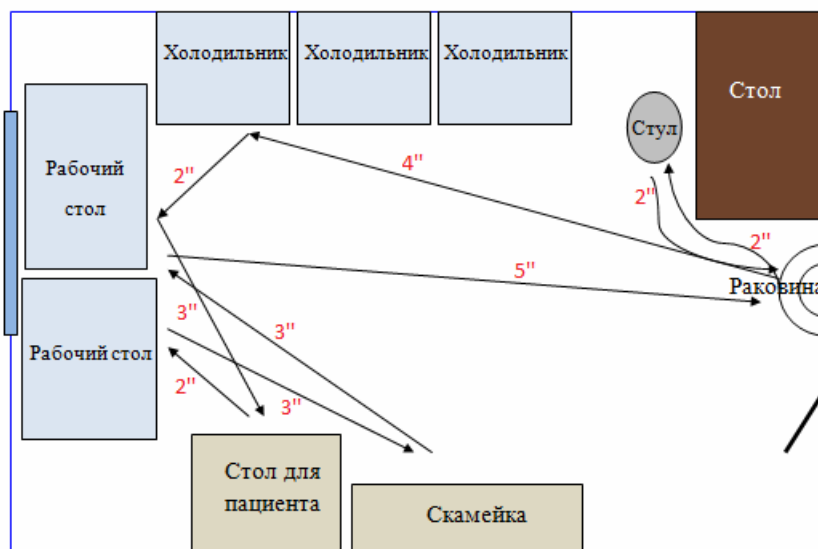 Холодильник
Холодильник
Холодильник
Стол
Стул
Рабочий
стол
2"
4"
2"
2"
5"
Раковина
3"
3"
Рабочий стол
2"
3"
Стол для
пациента
Скамейка